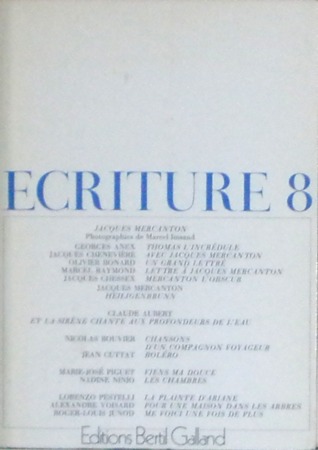 ECRITURE 8
JACQUES MERCANTON
Photographies de Marcel Imsand
GEORGES ANEX THOMAS L'INCRÉDULE
JACQUES CHENEVIÈRE AVEC JACQUES MERCANTON
OLIVIER BONARD UN GRAND LETTRÉ
MARCEL RAYMOND LETTRE À JACQUES MERCANTON
JACQUES CHESSEX MERCANTON L'OBSCUR
JACQUES MERCANTON
HEILIGENBRUNN
CLAUDE AUBERT
ET LA SIRÈNE CHANTE AUX PROFONDEURS DE L'EAU
NICOLAS BOUVIER CHANSONS
D'UN COMPAGNON VOYAGEUR
JEAN CUTTAT BOLÉRO
MARIE-JOSÉ PIGUET VIENS MA DOUCE
NADINE NINIO LES CHAMBRES
LORENZO PESTELLI LA PLAINTE D'ARIANE
ALEXANDRE VOISARD POUR UNE MAISON DANS LES ARBRES
ROGER-LOUIS JUNOD ME VOICI UNE FOIS DE PLUS
Editions Bertil Galland